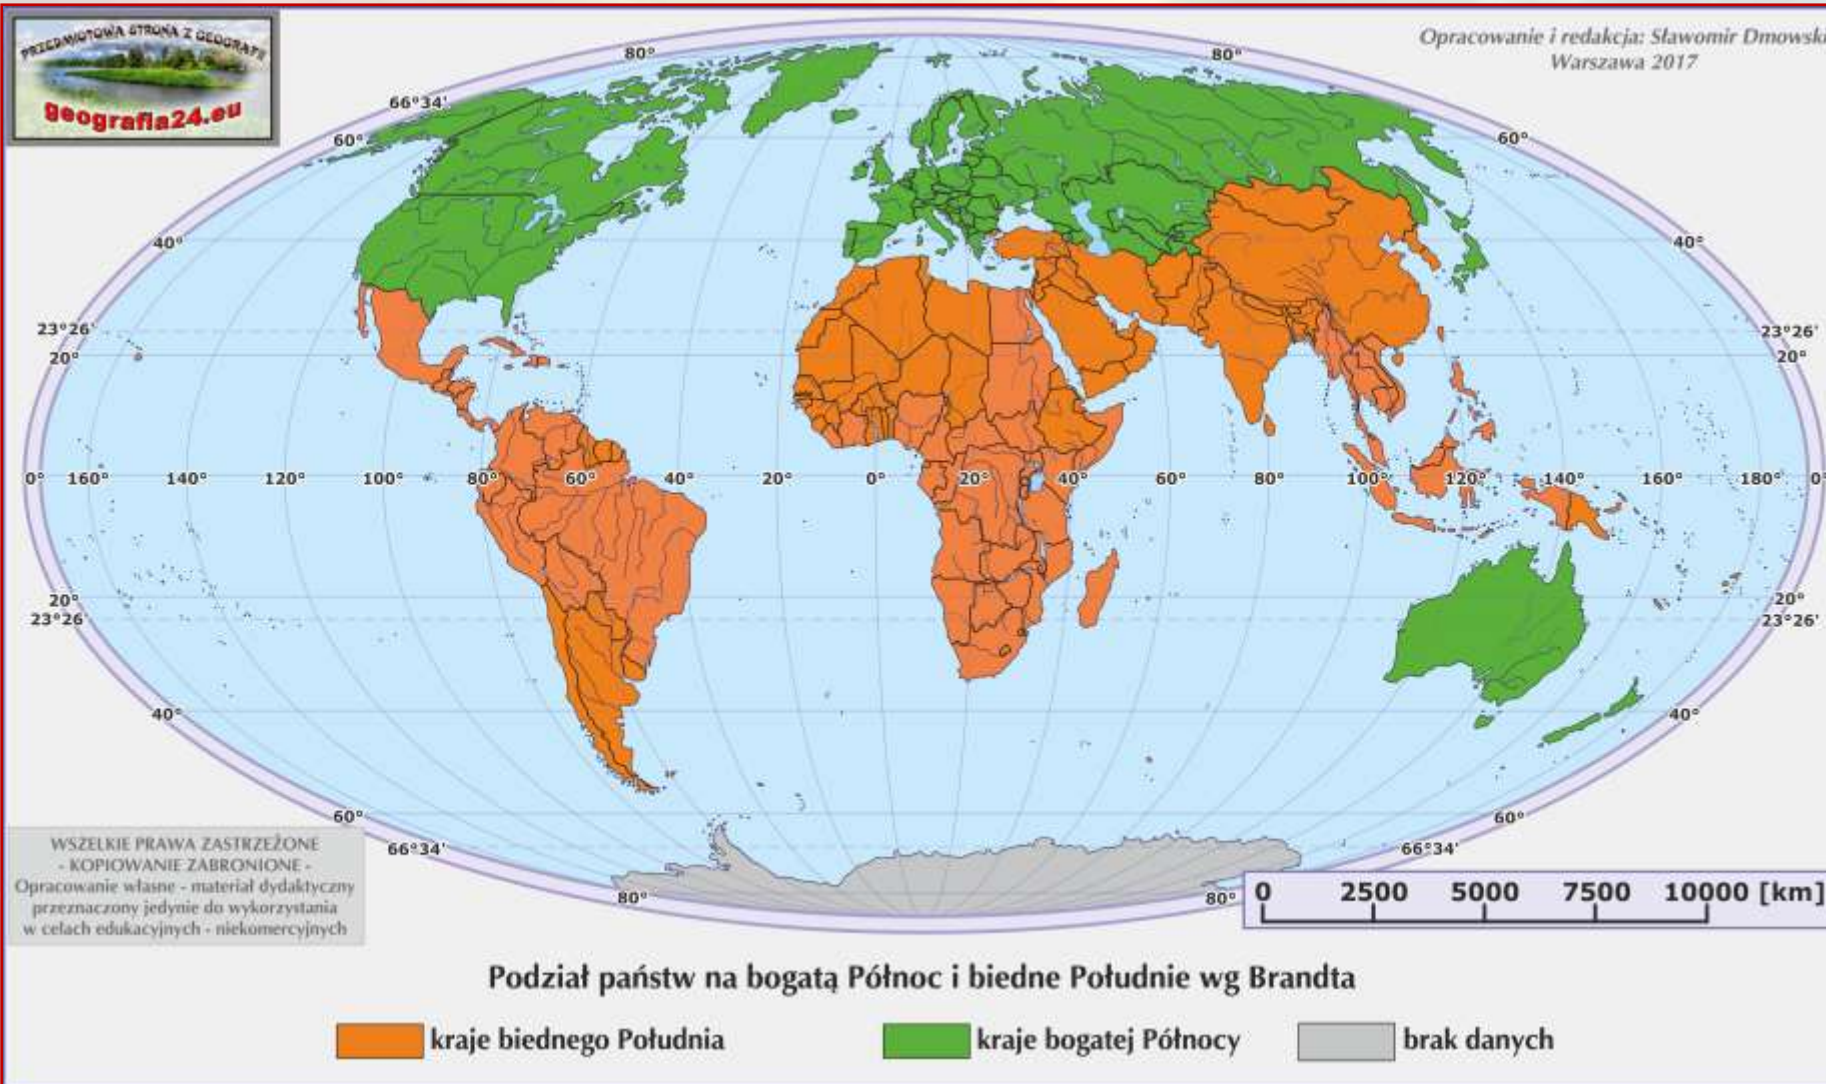 PRZEDMIOTOWA STRONA Z GEOGRAFII
geografia24.eu
Opracowanie i redakcja: Sławomir Dmowski
Warszawa 2017
80° 80°
66°34'
60° 60°
40° 40°
23°26' 23°26'
20° 20°
0° 160° 140° 120° 100° 80° 60° 40° 20° 0° 20° 40° 60° 80° 100° 120° 140° 160° 180° 0°
20° 20°
23°26' 23°26'
40° 40°
60° 60°
66°34' 66°34'
80° 80°
WSZELKIE PRAWA ZASTRZEŻONE
- KOPIOWANIE ZABRONIONE -
Opracowanie własne - materiał dydaktyczny
przeznaczony jedynie do wykorzystania
w celach edukacyjnych - niekomercyjnych
0 2500 5000 7500 10000 [km]
Podział państw na bogatą Północ i biedne Południe wg Brandta
kraje biednego Południa kraje bogatej Północy brak danych